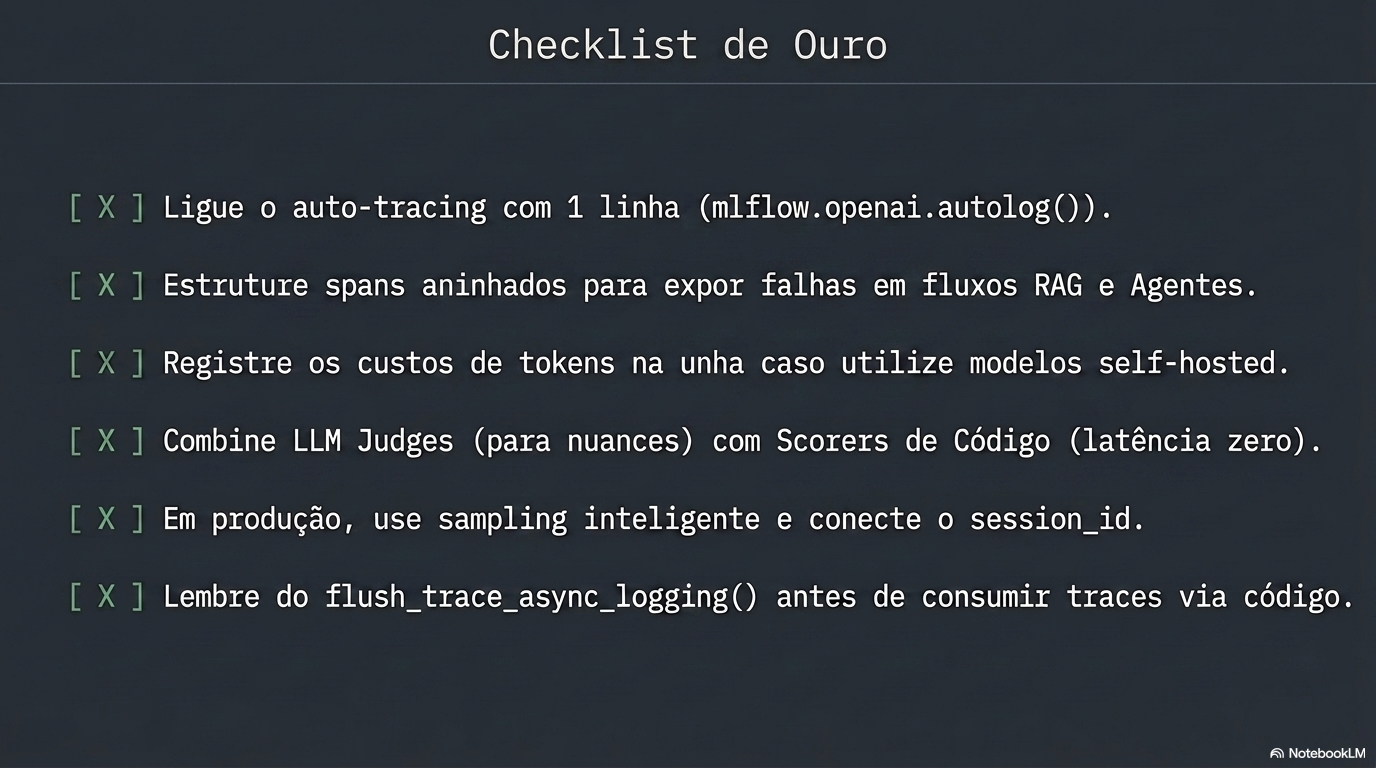 Checklist de Ouro
[ X ] Ligue o auto-tracing com 1 linha (mlflow.openai.autolog()).
[ X ] Estruture spans aninhados para expor falhas em fluxos RAG e Agentes.
[ X ] Registre os custos de tokens na unha caso utilize modelos self-hosted.
[ X ] Combine LLM Judges (para nuances) com Scorers de Código (latência zero).
[ X ] Em produção, use sampling inteligente e conecte o session_id.
[ X ] Lembre do flush_trace_async_logging() antes de consumir traces via código.
NotebookLM